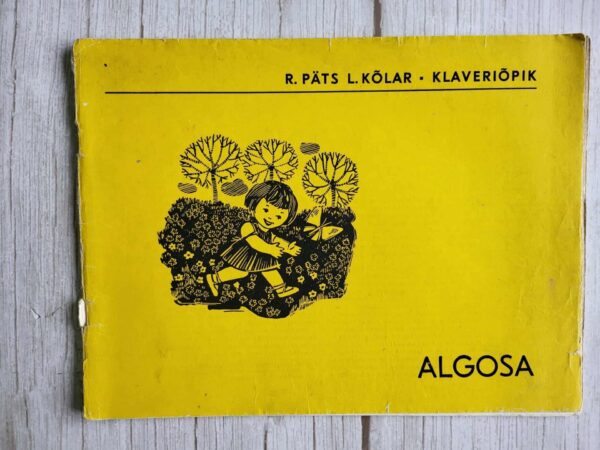 R. PÄTS L. KÕLAR • KLAVERIÕPIK
ALGOSA